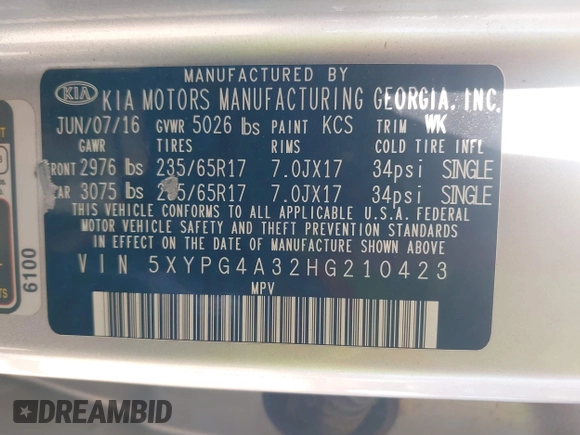 MANUFACTURED BY
KIA KIA MOTORS MANUFACTURING GEORGIA, INC.
JUN/07/16 GVWR 5026 lbs PAINT KCS TRIM WK
GAWR TIRES RIMS COLD TIRE INFL
FRONT 2976 lbs 235/65R17 7.0JX17 34psi SINGLE
3075 lbs 235/65R17 7.0JX17 34psi SINGLE
THIS VEHICLE CONFORMS TO ALL APPLICABLE U.S.A. FEDERAL
MOTOR VEHICLE SAFETY AND THEFT PREVENTION STANDARDS
IN EFFECT ON THE DATE OF MANUFACTURE SHOWN ABOVE
VIN 5XYPG4A32HG210423
MPV
6100
DREAMBID